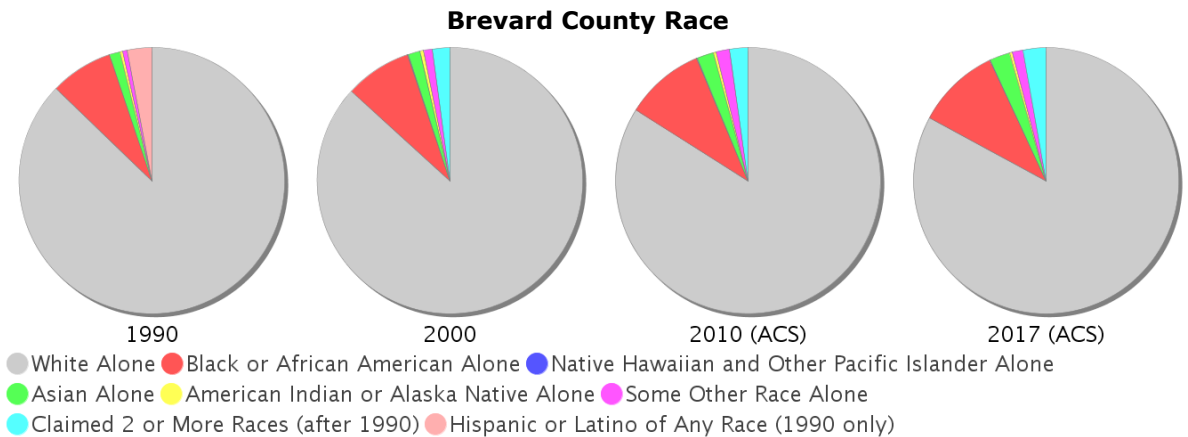 Brevard County Race
1990 2000 2010 (ACS) 2017 (ACS)
White Alone Black or African American Alone Native Hawaiian and Other Pacific Islander Alone
Asian Alone American Indian or Alaska Native Alone Some Other Race Alone
Claimed 2 or More Races (after 1990) Hispanic or Latino of Any Race (1990 only)